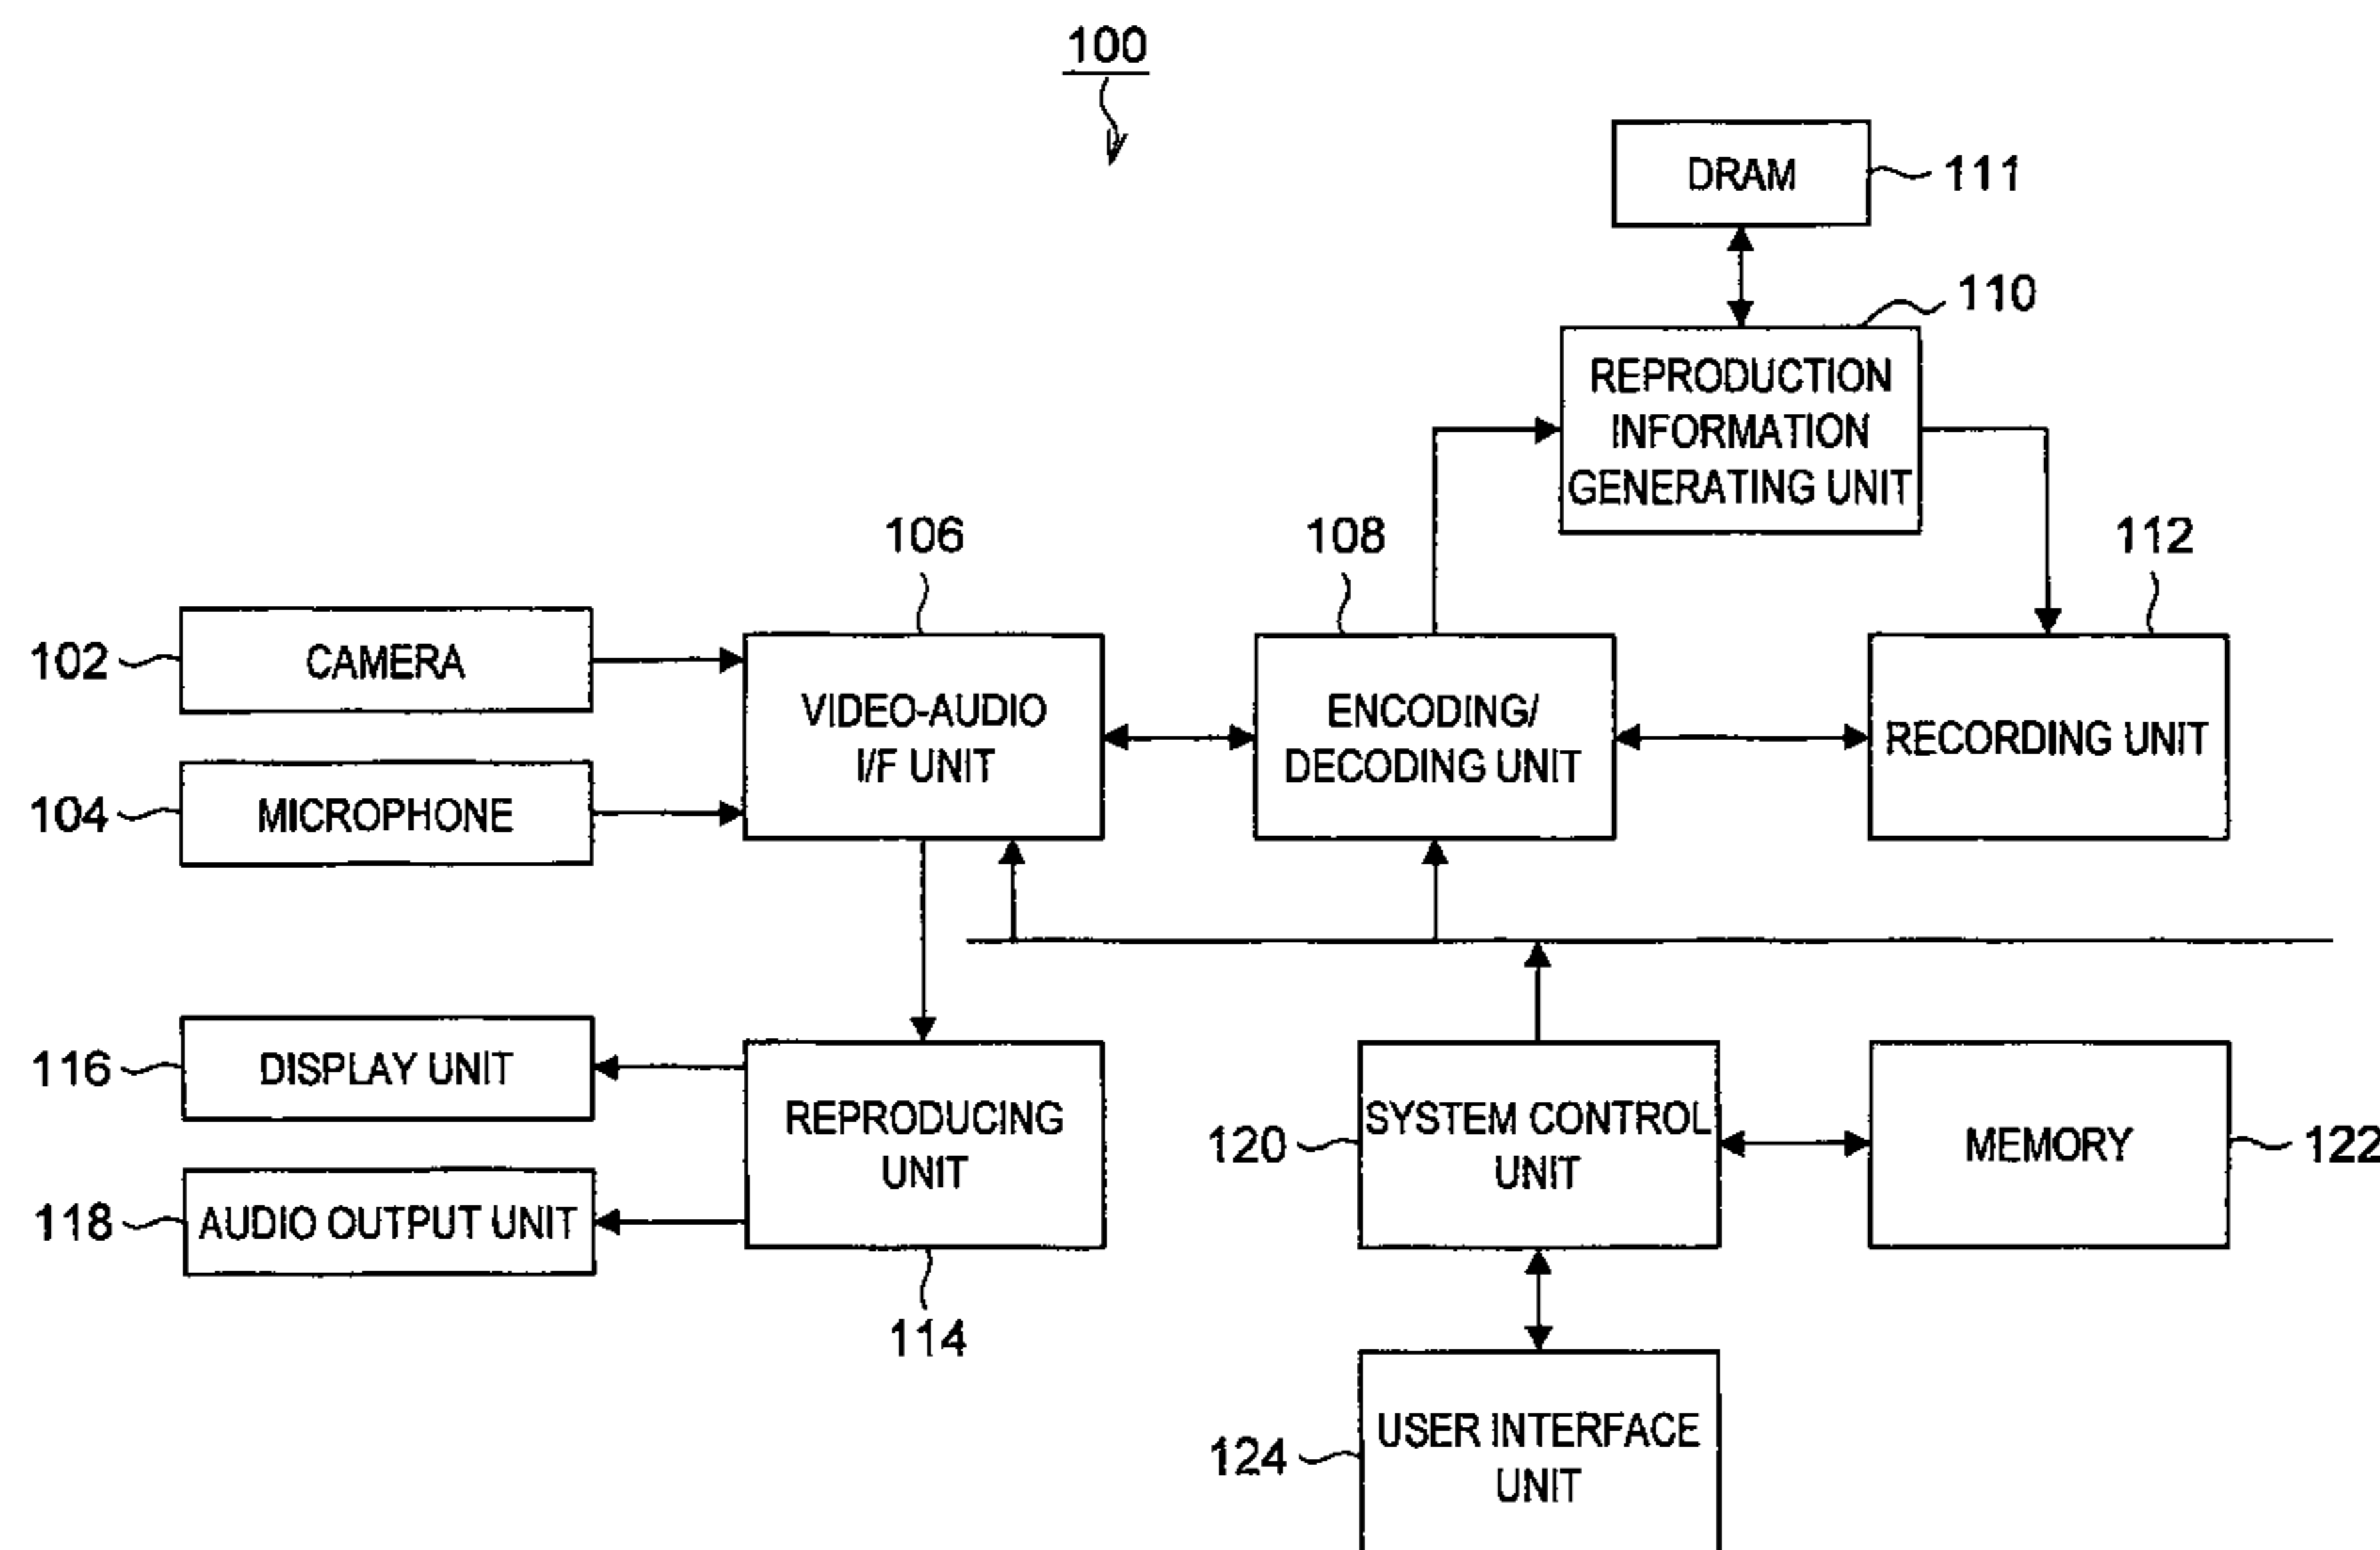 100
DRAM
111
110
REPRODUCTION
INFORMATION
GENERATING UNIT
106
108
112
102
CAMERA
VIDEO-AUDIO
I/F UNIT
ENCODING/
DECODING UNIT
RECORDING UNIT
104
MICROPHONE
116
DISPLAY UNIT
REPRODUCING
UNIT
120
SYSTEM CONTROL
UNIT
MEMORY
122
118
AUDIO OUTPUT UNIT
114
124
USER INTERFACE
UNIT